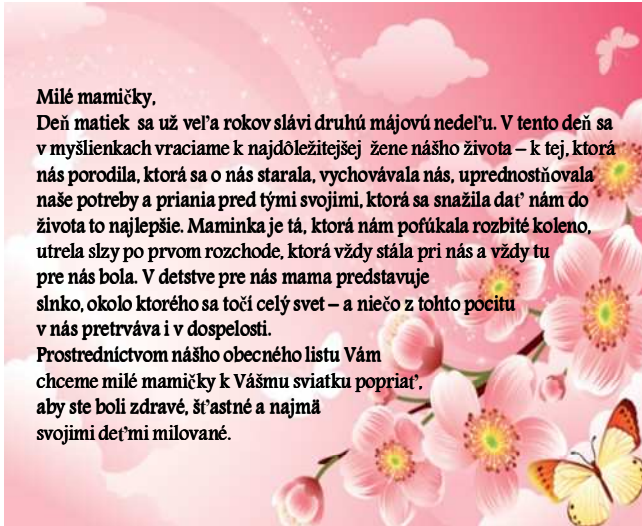 Milé mamičky,
Deň matiek sa už veľa rokov slávi druhú májovú nedeľu. V tento deň sa
v myšlienkach vraciame k najdôležitejšej žene nášho života – k tej, ktorá
nás porodila, ktorá sa o nás starala, vychovávala nás, uprednostňovala
naše potreby a priania pred tými svojimi, ktorá sa snažila dať nám do
života to najlepšie. Maminka je tá, ktorá nám pofúkala rozbité koleno,
utrela slzy po prvom rozchode, ktorá vždy stála pri nás a vždy tu
pre nás bola. V detstve pre nás mama predstavuje
slnko, okolo ktorého sa točí celý svet – a niečo z tohto pocitu
v nás pretrváva i v dospelosti.
Prostredníctvom nášho obecného listu Vám
chceme milé mamičky k Vášmu sviatku popriať,
aby ste boli zdravé, šťastné a najmä
svojimi deťmi milované.